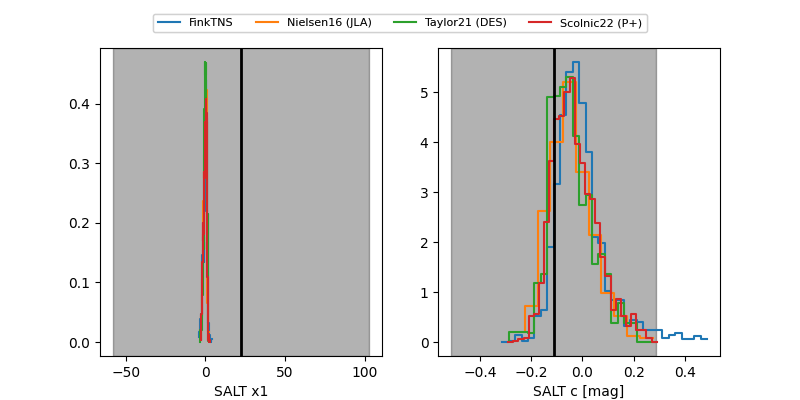 FinkTNS Nielsen16 (JLA) Taylor21 (DES) Scolnic22 (P+)
0.4
0.3
0.2
0.1
0.0
−50 0 50 100
SALT x1
5
4
3
2
1
0
−0.4 −0.2 0.0 0.2 0.4
SALT c [mag]